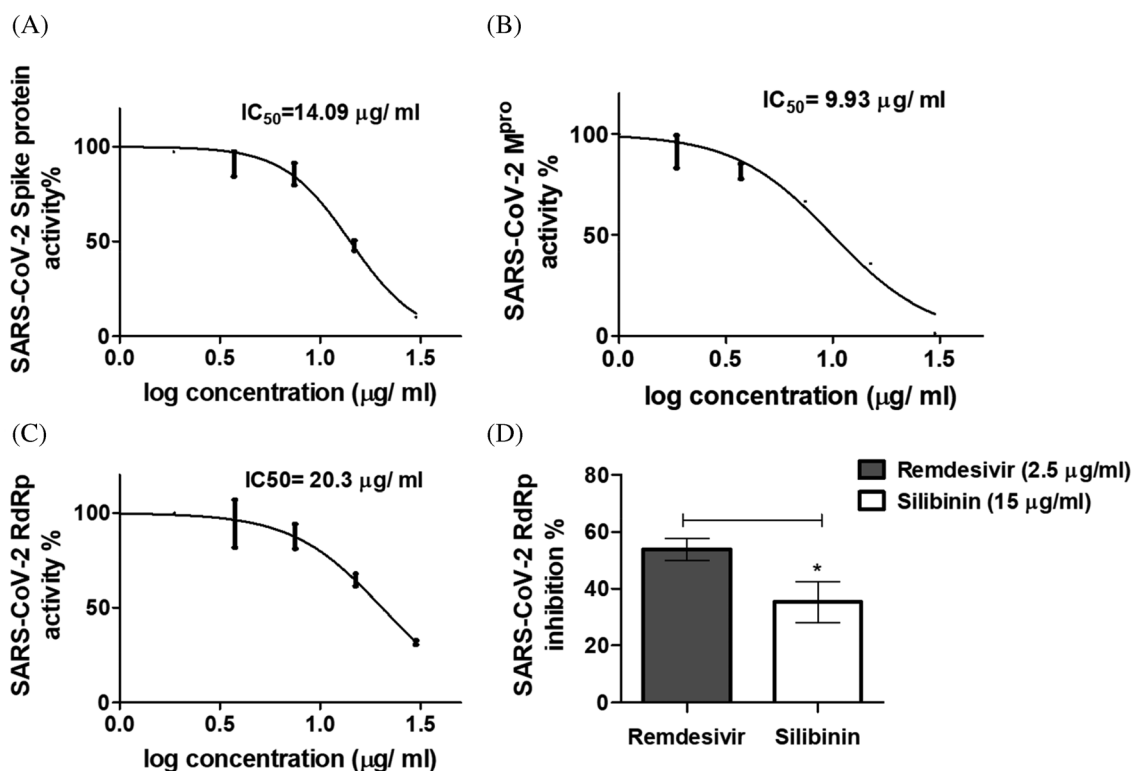 (A)
IC50=14.09 μg/ ml
SARS-CoV-2 Spike protein
activity%
100
50
0
0.0 0.5 1.0 1.5
log concentration (μg/ ml)
(B)
IC50= 9.93 μg/ ml
SARS-CoV-2 Mpro
activity %
100
50
0
0.0 0.5 1.0 1.5
log concentration (μg/ ml)
(C)
IC50= 20.3 μg/ ml
SARS-CoV-2 RdRp
activity %
100
50
0
0.0 0.5 1.0 1.5
log concentration (μg/ ml)
(D)
Remdesivir (2.5 μg/ml)
Silibinin (15 μg/ml)
SARS-CoV-2 RdRp
inhibition %
80
60
40
20
0
*
Remdesivir Silibinin